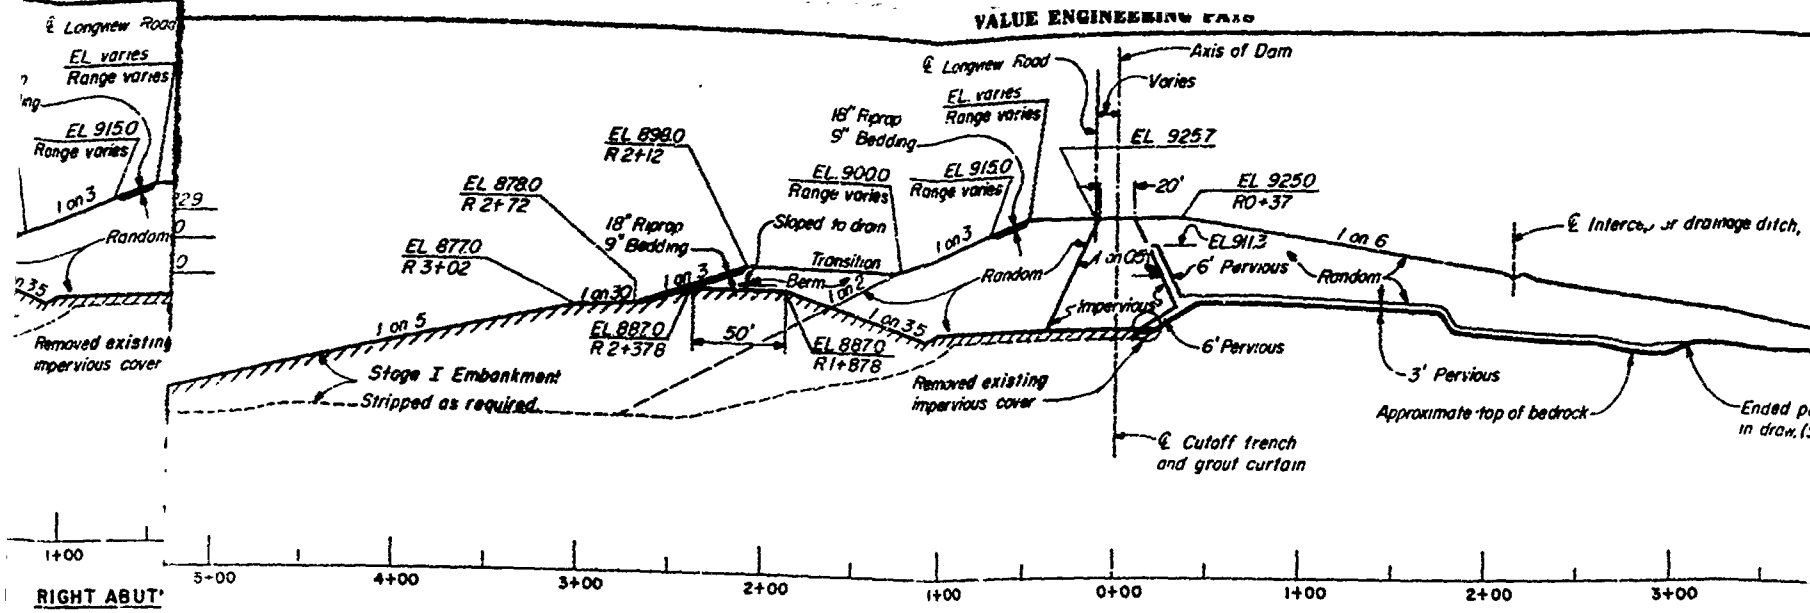 VALUE ENGINEERING
℄ Longview Road
EL varies
Range varies
EL 915.0
Range varies
1 on 3
Random
Removed existing
impervious cover
1+00
RIGHT ABUT
℄ Longview Road
Axis of Dam
Varies
EL. varies
Range varies
18" Riprap
9" Bedding
EL 898.0
R 2+12
EL 925.7
EL 915.0
Range varies
EL. 900.0
Range varies
20'
EL 925.0
R0+37
EL 878.0
R 2+72
18" Riprap
9" Bedding
Sloped to drain
EL 877.0
R 3+02
1 on 3
Transition
Berm
1 on 2
1 on 3
Random
EL 911.3
6' Pervious
Random
1 on 6
℄ drainage ditch,
1 on 30
1 on 5
EL 887.0
R 2+37.8
50'
EL 887.0
R 1+87.8
1 on 3.5
Impervious
6' Pervious
3' Pervious
Stage I Embankment
Stripped as required
Removed existing
impervious cover
Approximate top of bedrock
Ended
in draw,
℄ Cutoff trench
and grout curtain
5+00
4+00
3+00
2+00
1+00
0+00
1+00
2+00
3+00